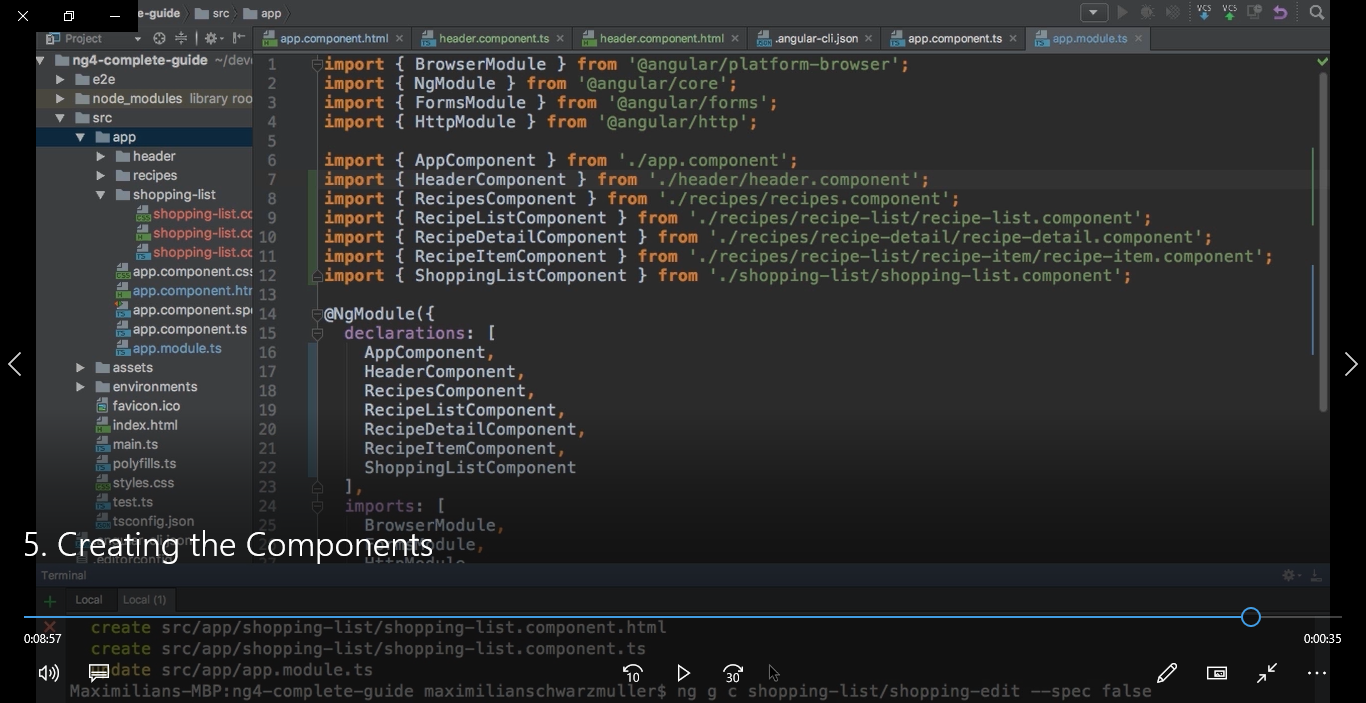 e-guide src app
VCS VCS
Project
app.component.html header.component.ts header.component.html .angular-cli.json app.component.ts app.module.ts
ng4-complete-guide ~/dev
e2e
node_modules library roo
src
app
header
recipes
shopping-list
shopping-list.co
shopping-list.co
shopping-list.co
app.component.css
app.component.htm
app.component.spe
app.component.ts
app.module.ts
assets
environments
favicon.ico
index.html
main.ts
polyfills.ts
styles.css
test.ts
tsconfig.json
.editorconfig
1 import { BrowserModule } from '@angular/platform-browser';
2 import { NgModule } from '@angular/core';
3 import { FormsModule } from '@angular/forms';
4 import { HttpModule } from '@angular/http';
5
6 import { AppComponent } from './app.component';
7 import { HeaderComponent } from './header/header.component';
8 import { RecipesComponent } from './recipes/recipes.component';
9 import { RecipeListComponent } from './recipes/recipe-list/recipe-list.component';
10 import { RecipeDetailComponent } from './recipes/recipe-detail/recipe-detail.component';
11 import { RecipeItemComponent } from './recipes/recipe-list/recipe-item/recipe-item.component';
12 import { ShoppingListComponent } from './shopping-list/shopping-list.component';
13
14 @NgModule({
15 declarations: [
16 AppComponent,
17 HeaderComponent,
18 RecipesComponent,
19 RecipeListComponent,
20 RecipeDetailComponent,
21 RecipeItemComponent,
22 ShoppingListComponent
23 ],
24 imports: [
25 BrowserModule,
FormsModule,
HttpModule
5. Creating the Components
Terminal
Local Local (1)
create src/app/shopping-list/shopping-list.component.html
0:08:57 0:00:35
create src/app/shopping-list/shopping-list.component.ts
update src/app/app.module.ts
10 30
Maximilians-MBP:ng4-complete-guide maximilianschwarzmuller$ ng g c shopping-list/shopping-edit --spec false